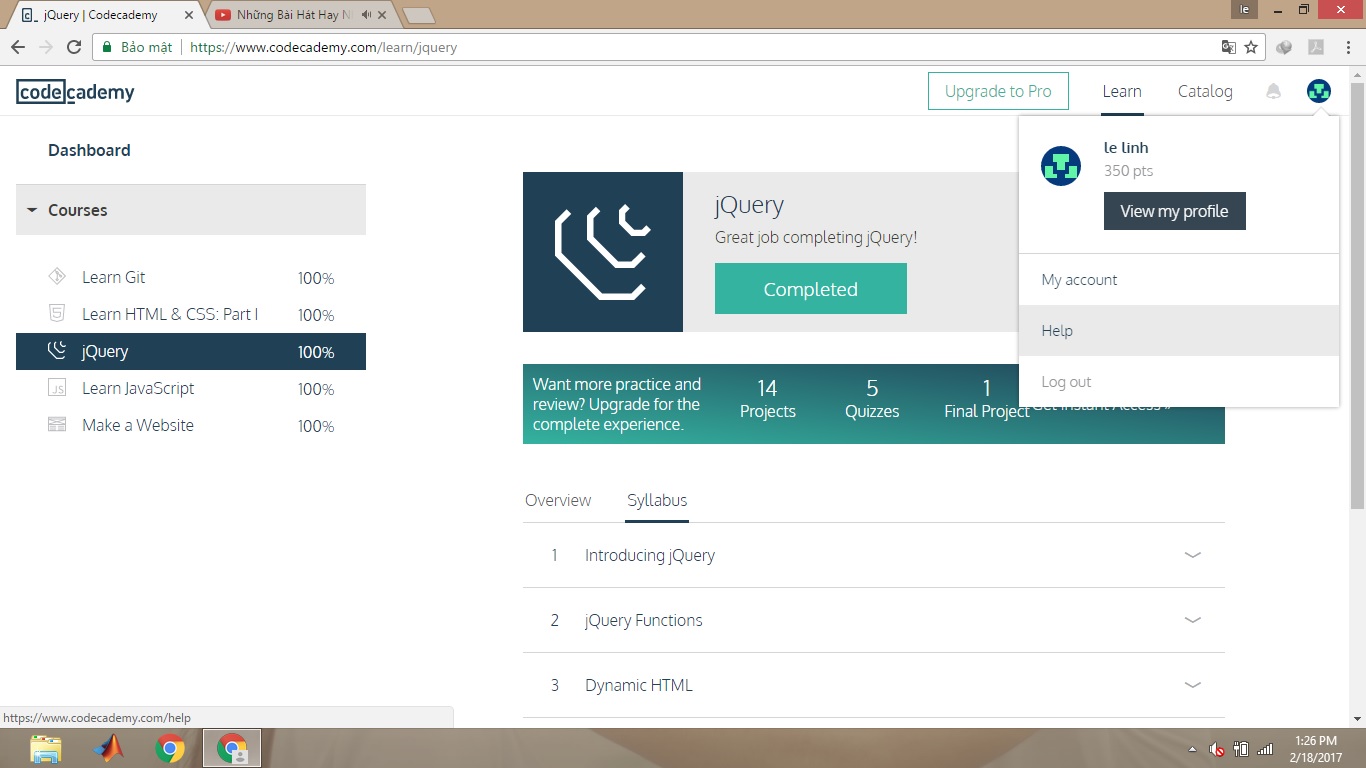 jQuery | Codecademy
Những Bài Hát Hay
le
Bảo mật
https://www.codecademy.com/learn/jquery
codecademy
Upgrade to Pro
Learn
Catalog
Dashboard
Courses
Learn Git 100%
Learn HTML & CSS: Part I 100%
jQuery 100%
Learn JavaScript 100%
Make a Website 100%
jQuery
Great job completing jQuery!
Completed
le linh
350 pts
View my profile
My account
Help
Log out
Want more practice and
review? Upgrade for the
complete experience.
14
Projects
5
Quizzes
1
Final Project
Get Instant Access »
Overview
Syllabus
1 Introducing jQuery
2 jQuery Functions
3 Dynamic HTML
https://www.codecademy.com/help
1:26 PM
2/18/2017